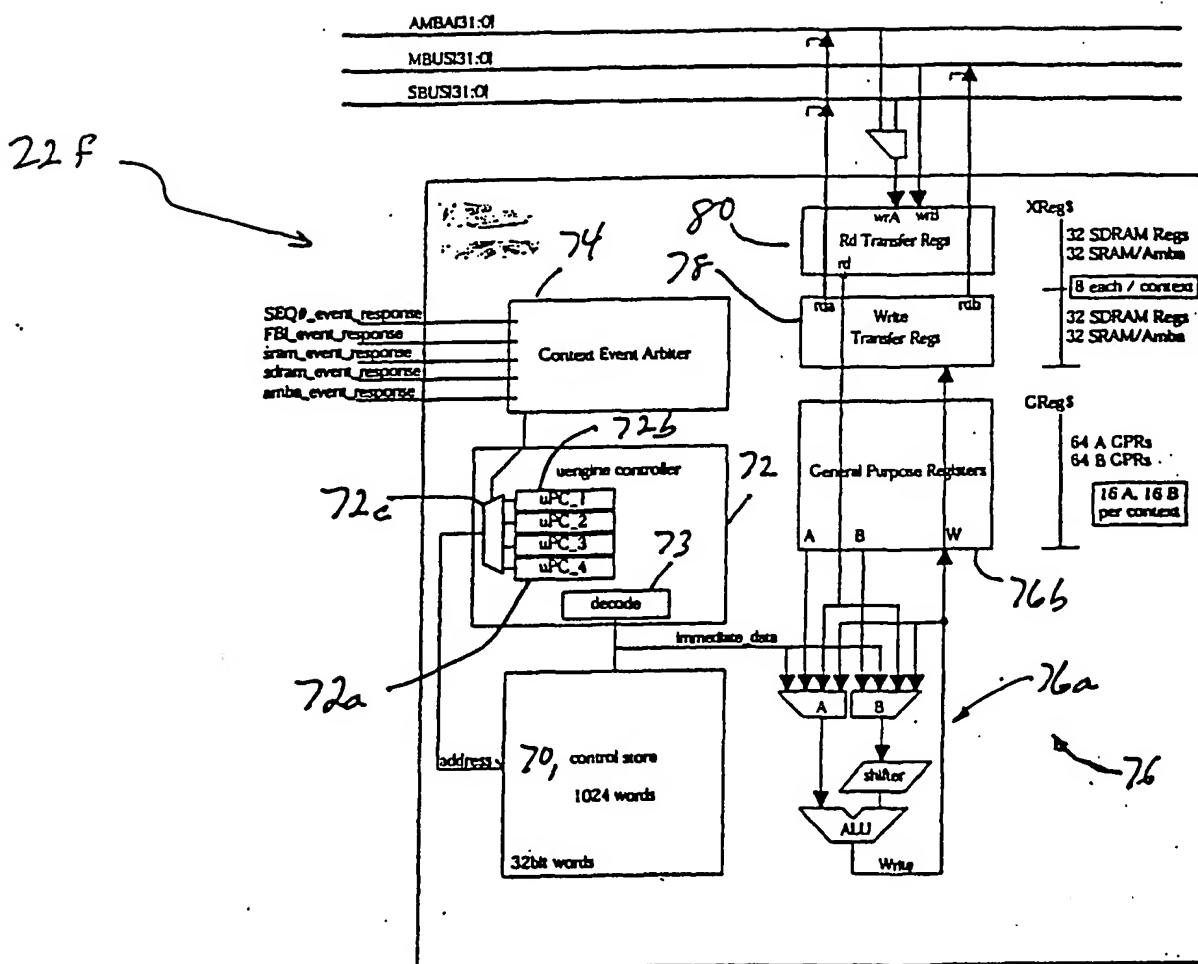 AMBA[31:0]
MBUS[31:0]
SBUS[31:0]
22f
80
wrA wrB
Rd Transfer Regs
rd
XRegs
32 SDRAM Regs
32 SRAM/Amba
8 each / context
32 SDRAM Regs
32 SRAM/Amba
74
78
rda rdb
Write
Transfer Regs
SEQ#_event_response
FBI_event_response
sram_event_response
sdram_event_response
amba_event_response
Context Event Arbiter
72b
72
uengine controller
72c
uPC_1
uPC_2
uPC_3
uPC_4
73
decode
72a
GRegs
64 A GPRs
64 B GPRs
16 A, 16 B
per context
General Purpose Registers
A B W
76b
immediate_data
A B
76a
76
shifter
ALU
Write
address
70, control store
1024 words
32bit words